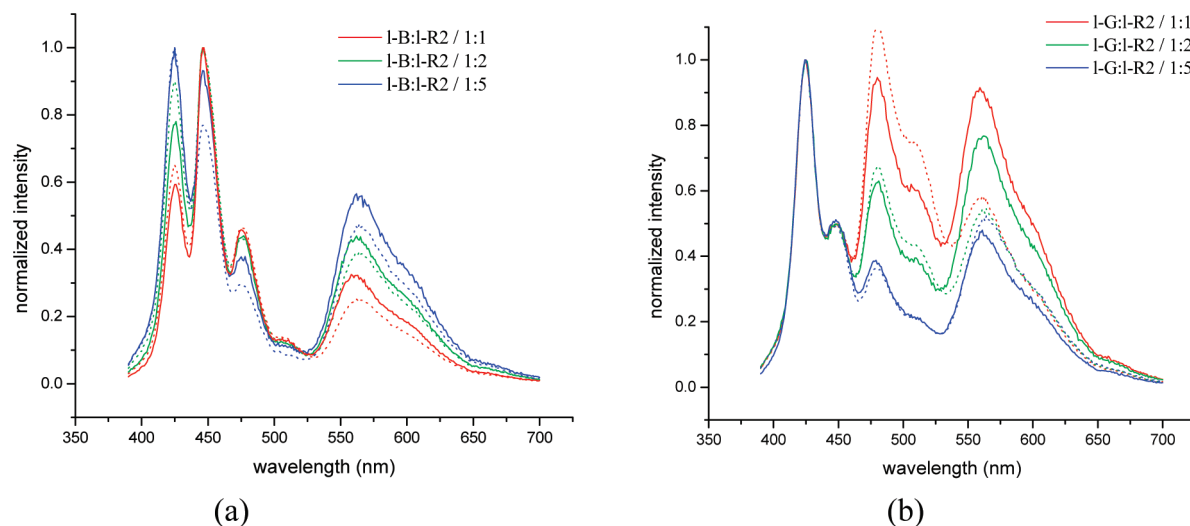 l-B:l-R2 / 1:1
l-B:l-R2 / 1:2
l-B:l-R2 / 1:5
normalized intensity
1.0
0.8
0.6
0.4
0.2
0.0
350 400 450 500 550 600 650 700
wavelength (nm)
(a)
l-G:l-R2 / 1:1
l-G:l-R2 / 1:2
l-G:l-R2 / 1:5
normalized intensity
1.0
0.8
0.6
0.4
0.2
0.0
350 400 450 500 550 600 650 700
wavelength (nm)
(b)